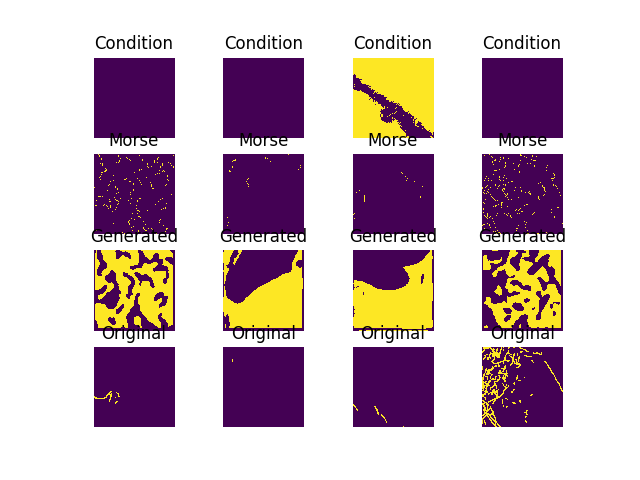 Condition Condition Condition Condition
Morse Morse Morse Morse
Generated Generated Generated Generated
Original Original Original Original